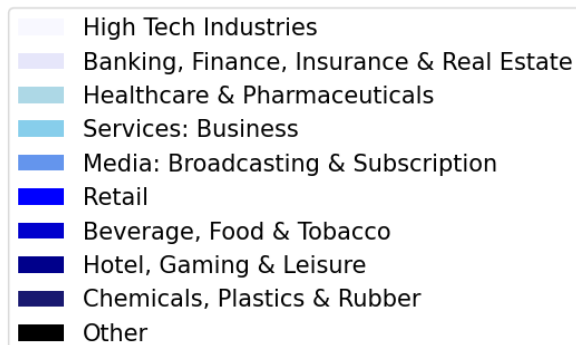 High Tech Industries
Banking, Finance, Insurance & Real Estate
Healthcare & Pharmaceuticals
Services: Business
Media: Broadcasting & Subscription
Retail
Beverage, Food & Tobacco
Hotel, Gaming & Leisure
Chemicals, Plastics & Rubber
Other